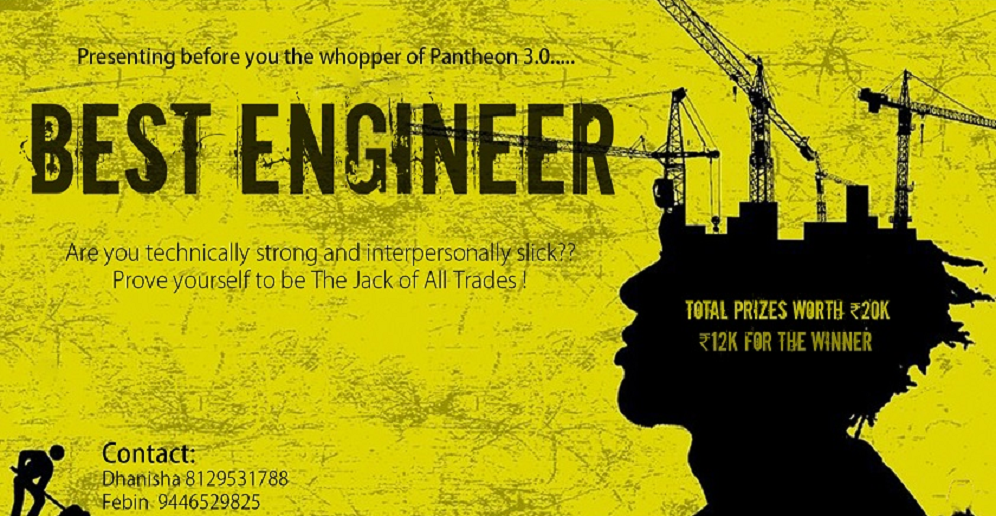 Presenting before you the whopper of Pantheon 3.0.....
BEST ENGINEER
Are you technically strong and interpersonally slick??
Prove yourself to be The Jack of All Trades !
TOTAL PRIZES WORTH ₹20K
₹12K FOR THE WINNER
Contact:
Dhanisha 8129531788
Febin 9446529825